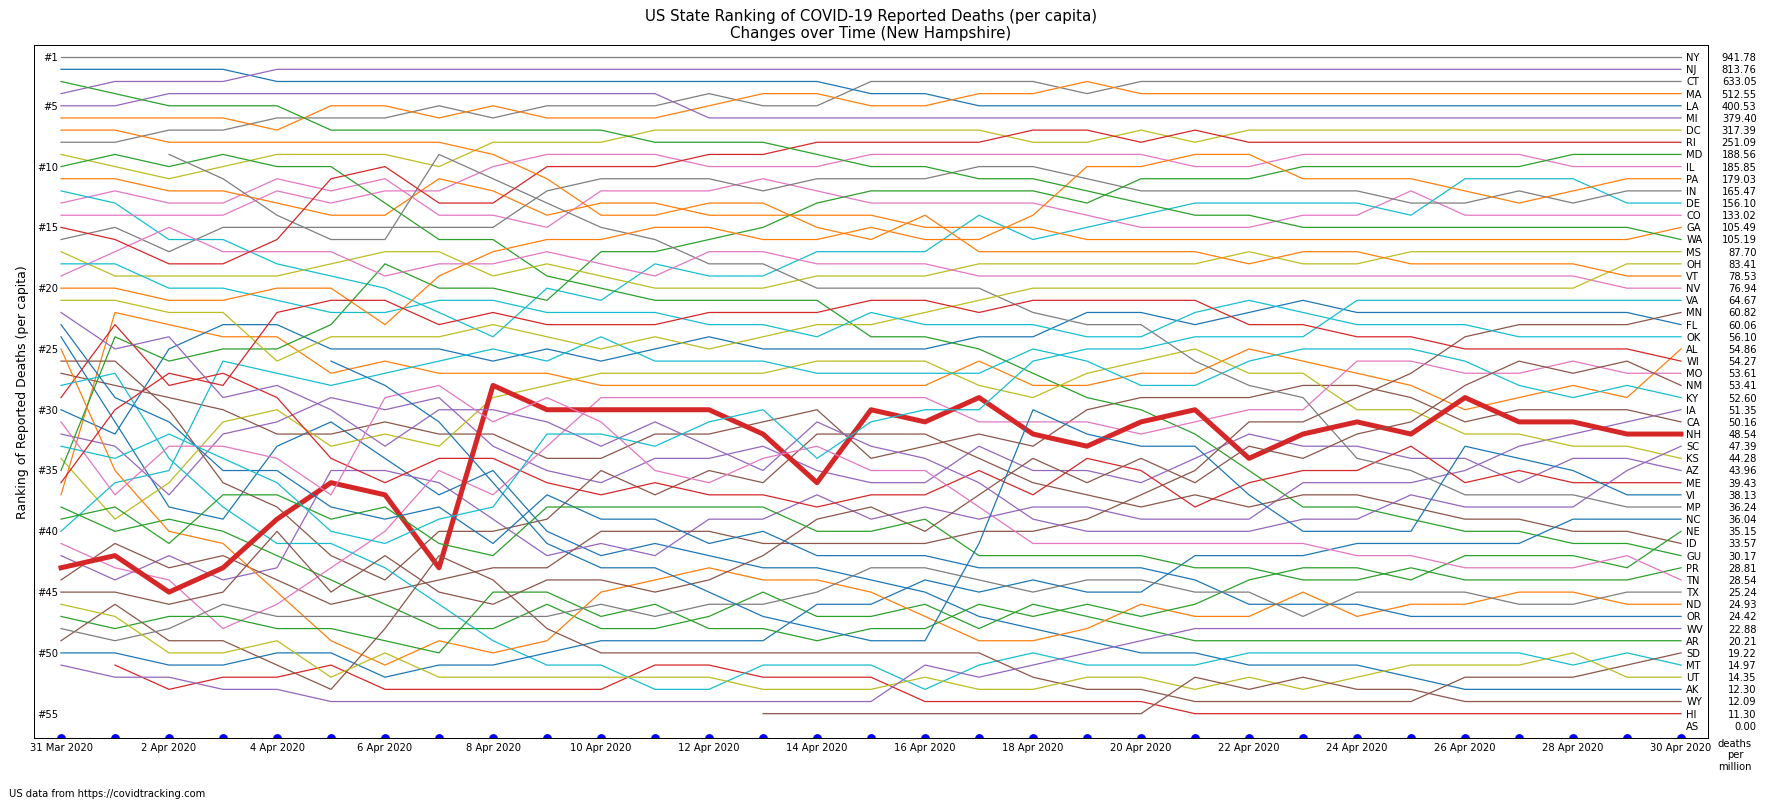 US State Ranking of COVID-19 Reported Deaths (per capita)
Changes over Time (New Hampshire)
Ranking of Reported Deaths (per capita)
#1
#5
#10
#15
#20
#25
#30
#35
#40
#45
#50
#55
NY 941.78
NJ 813.76
CT 633.05
MA 512.55
LA 400.53
MI 379.40
DC 317.39
RI 251.09
MD 188.56
IL 185.85
PA 179.03
IN 165.47
DE 156.10
CO 133.02
GA 105.49
WA 105.19
MS 87.70
OH 83.41
VT 78.53
NV 76.94
VA 64.67
MN 60.82
FL 60.06
OK 56.10
AL 54.86
WI 54.27
MO 53.61
NM 53.41
KY 52.60
IA 51.35
CA 50.16
NH 48.54
SC 47.39
KS 44.28
AZ 43.96
ME 39.43
VI 38.13
MP 36.24
NC 36.04
NE 35.15
ID 33.57
GU 30.17
PR 28.81
TN 28.54
TX 25.24
ND 24.93
OR 24.42
WV 22.88
AR 20.21
SD 19.22
MT 14.97
UT 14.35
AK 12.30
WY 12.09
HI 11.30
AS 0.00
31 Mar 2020 2 Apr 2020 4 Apr 2020 6 Apr 2020 8 Apr 2020 10 Apr 2020 12 Apr 2020 14 Apr 2020 16 Apr 2020 18 Apr 2020 20 Apr 2020 22 Apr 2020 24 Apr 2020 26 Apr 2020 28 Apr 2020 30 Apr 2020
deaths
per
million
US data from https://covidtracking.com